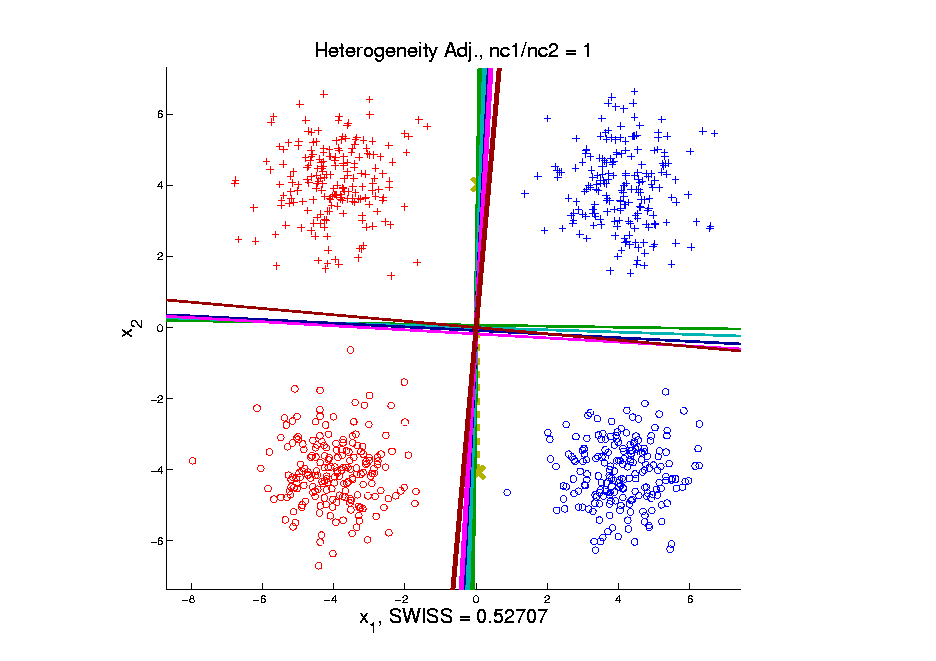 Heterogeneity Adj., nc1/nc2 = 1
6
4
2
0
-2
-4
-6
x2
-8 -6 -4 -2 0 2 4 6
x1, SWISS = 0.52707